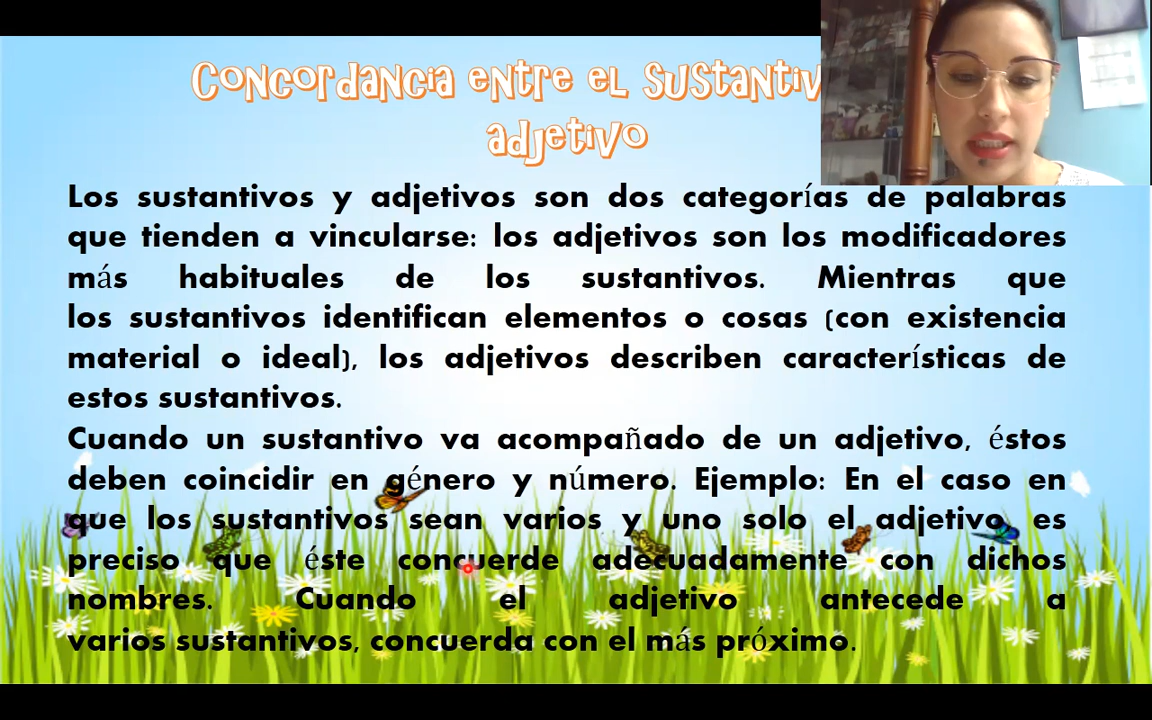 Concordancia entre el sustantiv
adjetivo
Los sustantivos y adjetivos son dos categorías de palabras
que tienden a vincularse: los adjetivos son los modificadores
más habituales de los sustantivos. Mientras que
los sustantivos identifican elementos o cosas (con existencia
material o ideal), los adjetivos describen características de
estos sustantivos.
Cuando un sustantivo va acompañado de un adjetivo, éstos
deben coincidir en género y número. Ejemplo: En el caso en
que los sustantivos sean varios y uno solo el adjetivo, es
preciso que éste concuerde adecuadamente con dichos
nombres. Cuando el adjetivo antecede a
varios sustantivos, concuerda con el más próximo.